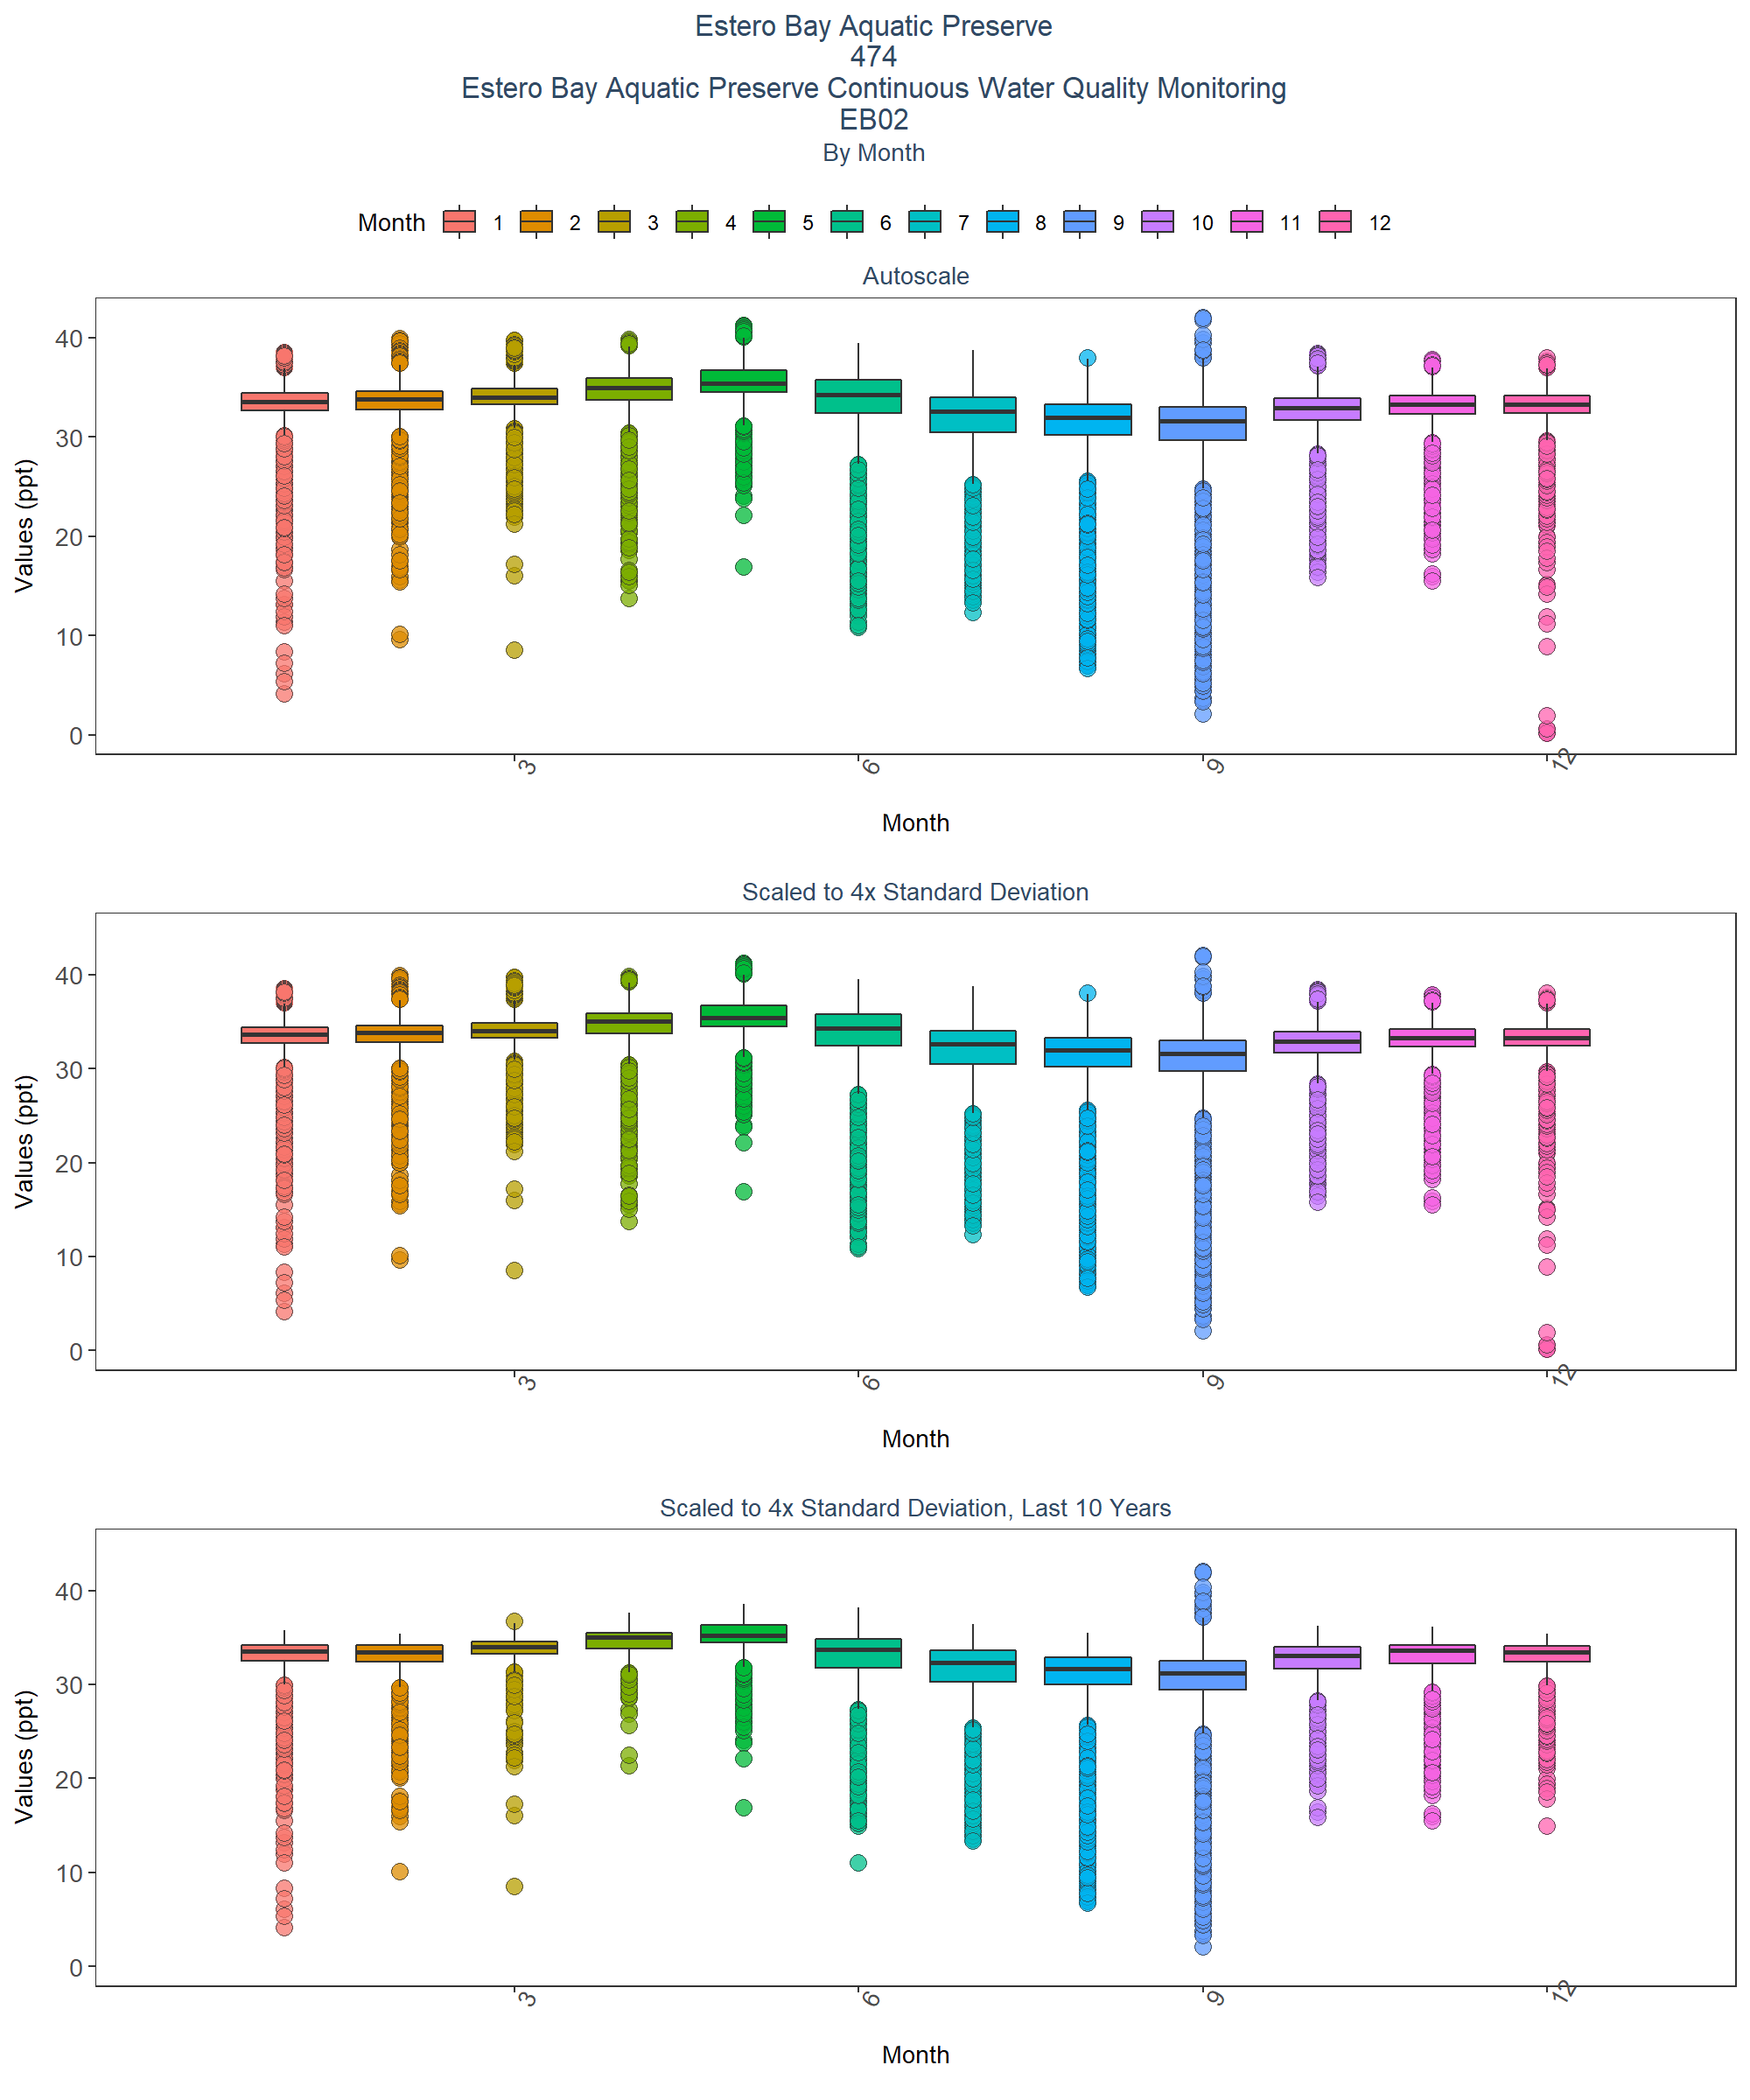 Estero Bay Aquatic Preserve
474
Estero Bay Aquatic Preserve Continuous Water Quality Monitoring
EB02
By Month
Month 1 2 3 4 5 6 7 8 9 10 11 12
Autoscale
Values (ppt)
40
30
20
10
0
3 6 9 12
Month
Scaled to 4x Standard Deviation
Values (ppt)
40
30
20
10
0
3 6 9 12
Month
Scaled to 4x Standard Deviation, Last 10 Years
Values (ppt)
40
30
20
10
0
3 6 9 12
Month